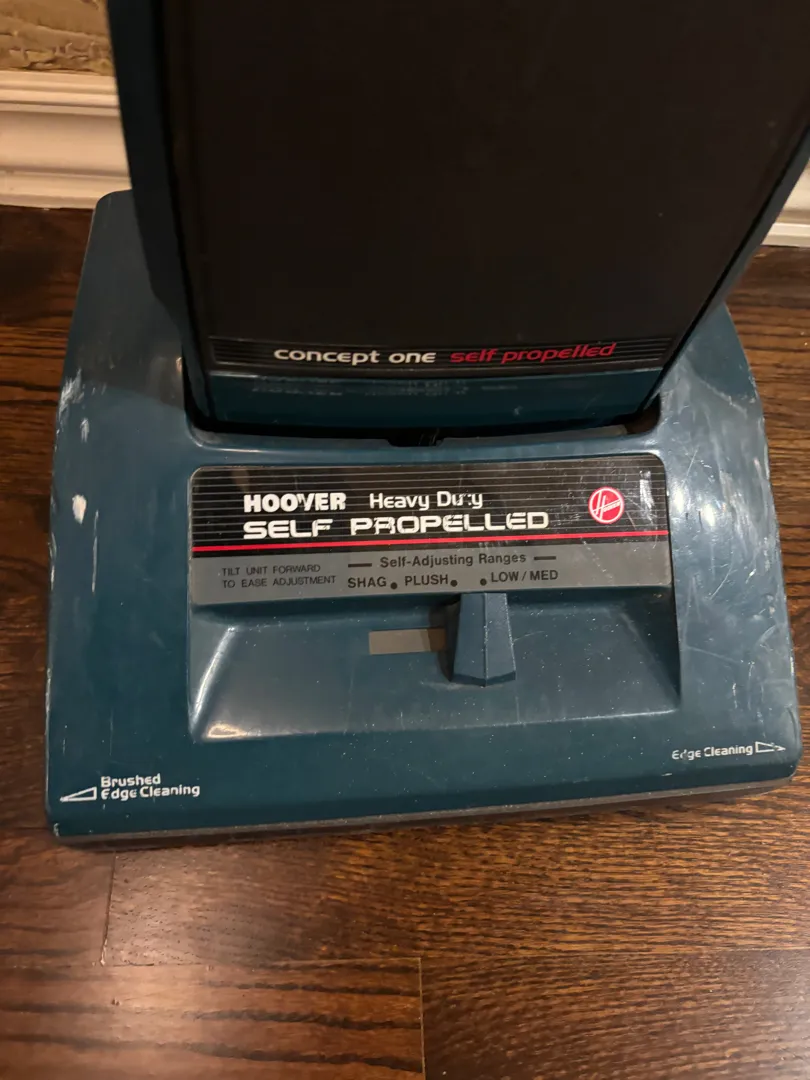 concept one self propelled
HOOVER Heavy Duty
SELF PROPELLED
Hoover
— Self-Adjusting Ranges —
TILT UNIT FORWARD
TO EASE ADJUSTMENT
SHAG • PLUSH • • LOW / MED
Brushed
Edge Cleaning
Edge Cleaning